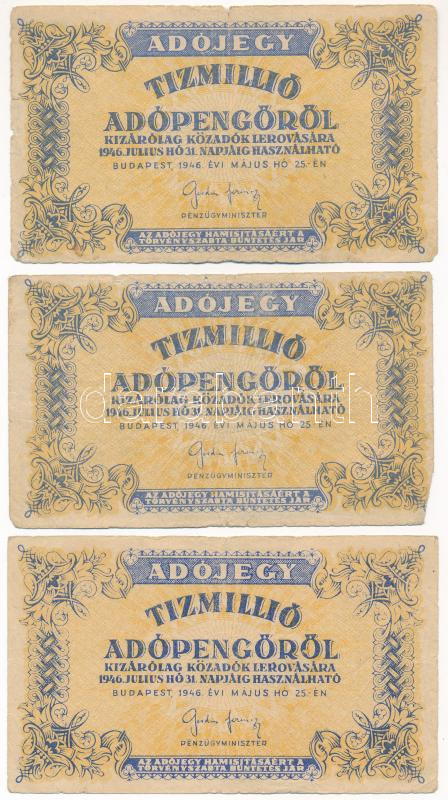 ADÓJEGY
TIZMILLIÓ
ADÓPENGŐRŐL
KIZÁRÓLAG KÖZADÓK LEROVÁSÁRA
1946. JULIUS HÓ 31. NAPJÁIG HASZNÁLHATÓ
BUDAPEST, 1946. ÉVI MÁJUS HÓ 25.-ÉN
PÉNZÜGYMINISZTER
AZ ADÓJEGY HAMISITÁSÁÉRT A
TÖRVÉNYSZABTA BÜNTETÉS JÁR
ADÓJEGY
TIZMILLIÓ
ADÓPENGŐRŐL
KIZÁRÓLAG KÖZADÓK LEROVÁSÁRA
1946. JULIUS HÓ 31. NAPJÁIG HASZNÁLHATÓ
BUDAPEST, 1946. ÉVI MÁJUS HÓ 25.-ÉN
PÉNZÜGYMINISZTER
AZ ADÓJEGY HAMISITÁSÁÉRT A
TÖRVÉNYSZABTA BÜNTETÉS JÁR
ADÓJEGY
TIZMILLIÓ
ADÓPENGŐRŐL
KIZÁRÓLAG KÖZADÓK LEROVÁSÁRA
1946. JULIUS HÓ 31. NAPJÁIG HASZNÁLHATÓ
BUDAPEST, 1946. ÉVI MÁJUS HÓ 25.-ÉN
PÉNZÜGYMINISZTER
AZ ADÓJEGY HAMISITÁSÁÉRT A
TÖRVÉNYSZABTA BÜNTETÉS JÁR